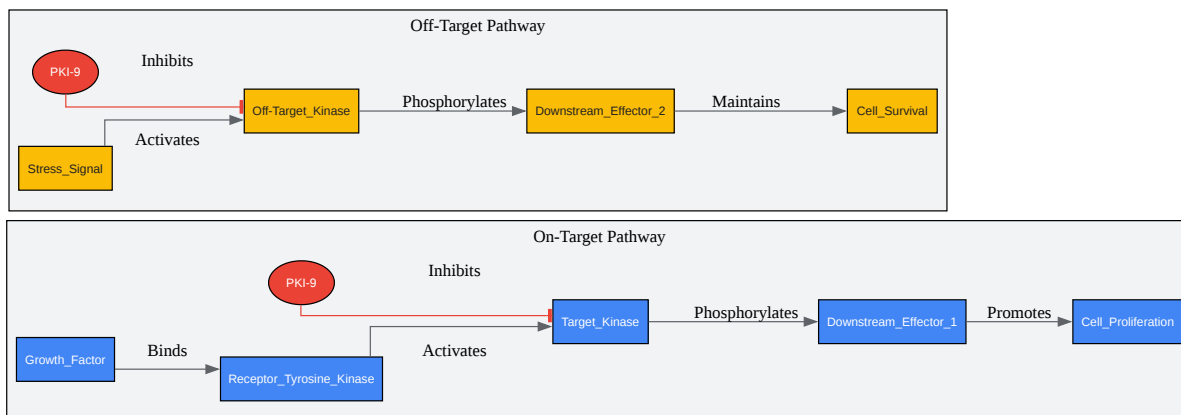 Off-Target Pathway
PKI-9
Inhibits
Off-Target_Kinase
Phosphorylates
Downstream_Effector_2
Maintains
Cell_Survival
Activates
Stress_Signal
On-Target Pathway
PKI-9
Inhibits
Target_Kinase
Phosphorylates
Downstream_Effector_1
Promotes
Cell_Proliferation
Growth_Factor
Binds
Receptor_Tyrosine_Kinase
Activates